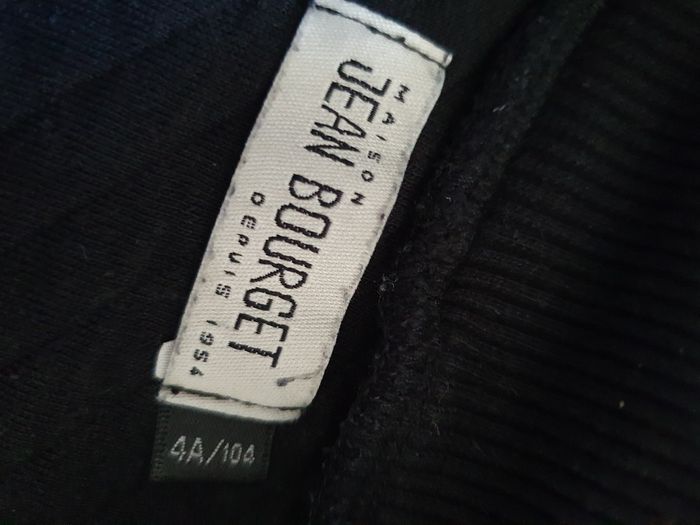 MAISON
JEAN BOURGET
DEPUIS 1954
4A/104